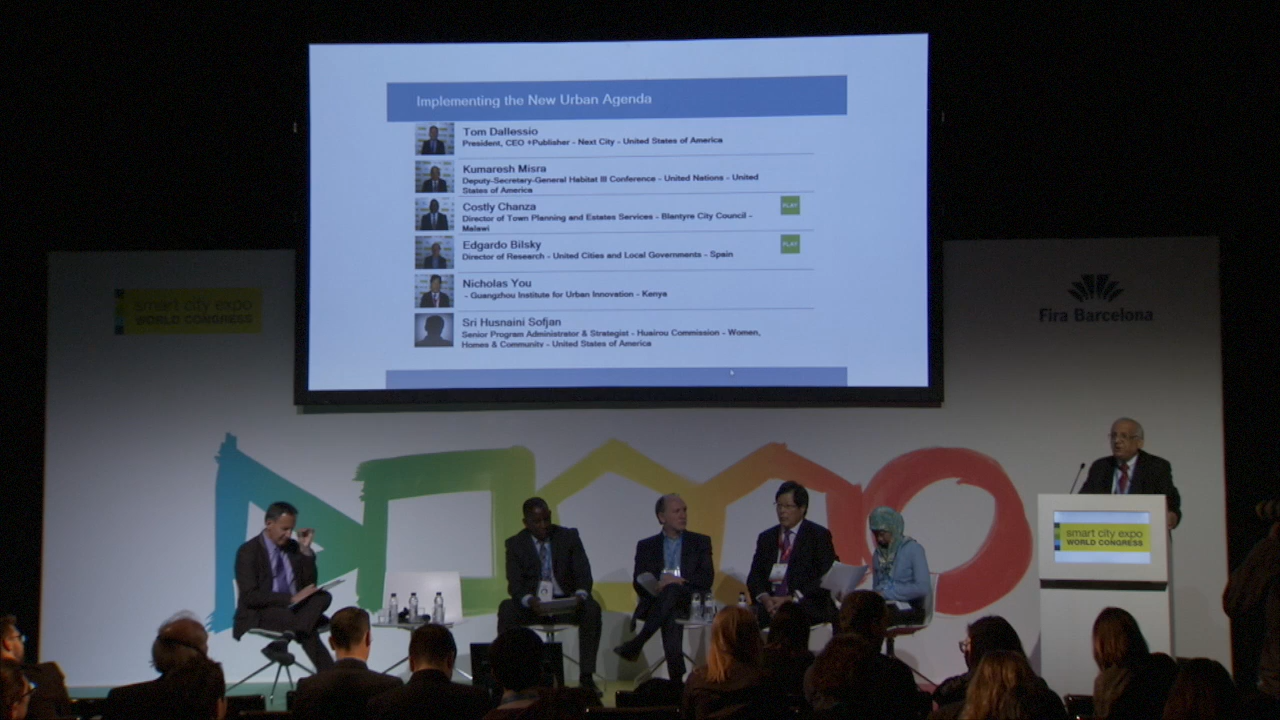 Implementing the New Urban Agenda
Tom Dallessio
President, CEO +Publisher - Next City - United States of America
Kumaresh Misra
Deputy-Secretary-General Habitat III Conference - United Nations - United
States of America
Costly Chanza
PLAY
Director of Town Planning and Estates Services - Blantyre City Council -
Malawi
Edgardo Bilsky
PLAY
Director of Research - United Cities and Local Governments - Spain
Nicholas You
- Guangzhou Institute for Urban Innovation - Kenya
Sri Husnaini Sofjan
Senior Program Administrator & Strategist - Huairou Commission - Women,
Homes & Community - United States of America
smart city expo
WORLD CONGRESS
Fira Barcelona
smart city expo
WORLD CONGRESS